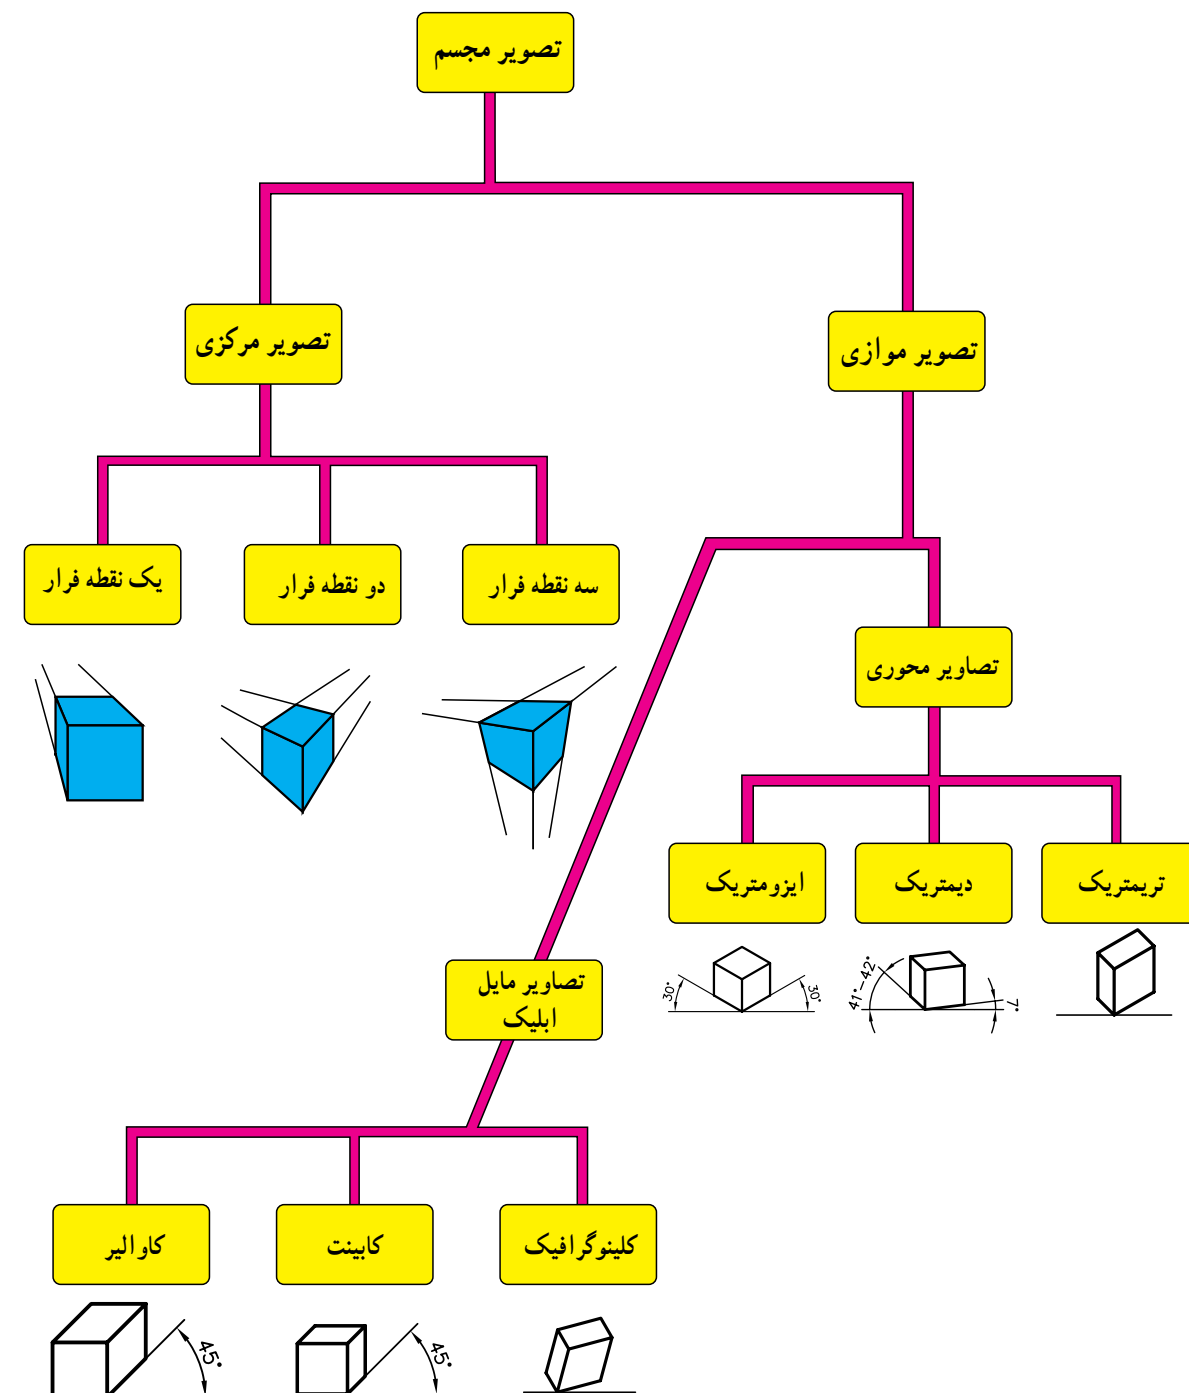 تصویر مجسم
تصویر موازی
تصویر مرکزی
سه نقطه فرار
دو نقطه فرار
یک نقطه فرار
تصاویر محوری
تریمتریک
دیمتریک
ایزومتریک
7°
41°-42°
30°
30°
تصاویر مایل
ابلیک
کلینوگرافیک
کابینت
کاوالیر
45°
45°